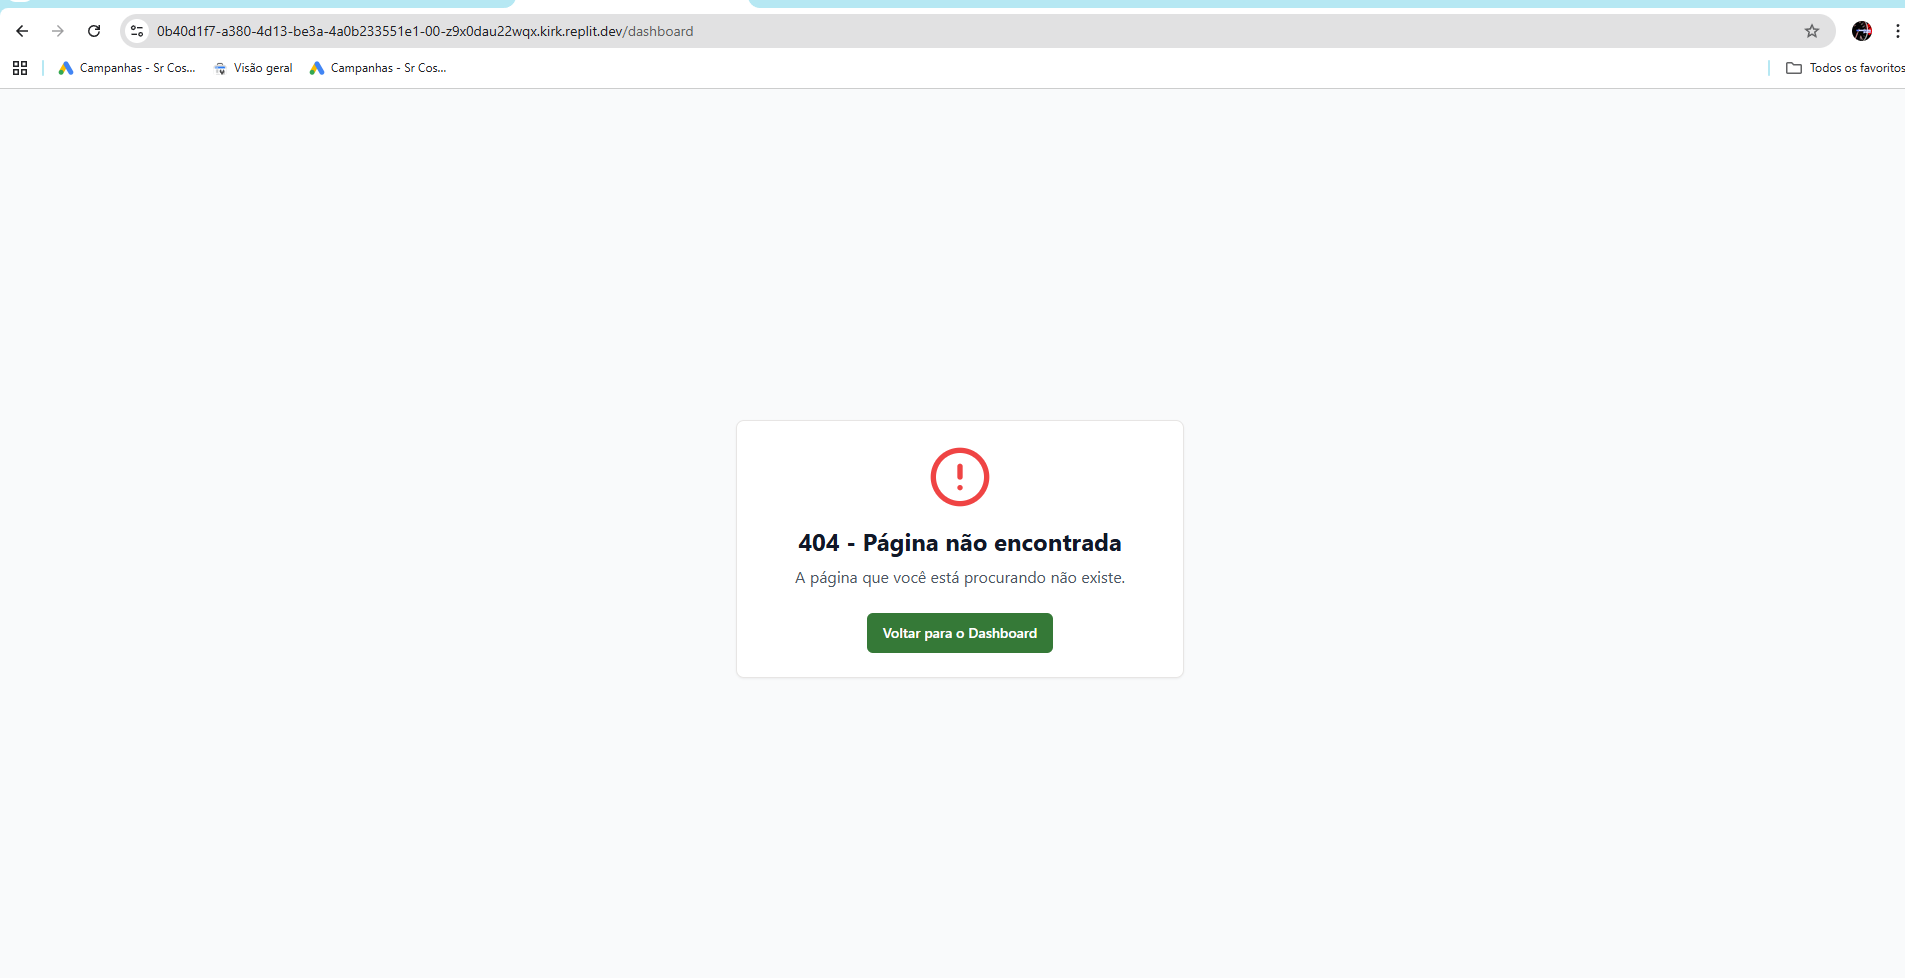 0b40d1f7-a380-4d13-be3a-4a0b233551e1-00-z9x0dau22wqx.kirk.replit.dev/dashboard
Campanhas - Sr Cos... Visão geral Campanhas - Sr Cos... Todos os favoritos
404 - Página não encontrada
A página que você está procurando não existe.
Voltar para o Dashboard